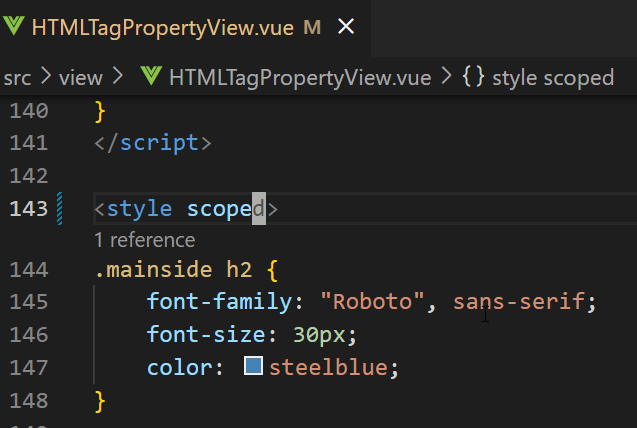 HTMLTagPropertyView.vue M
src > view > HTMLTagPropertyView.vue > {} style scoped
140 }
141 </script>
142
143 <style scoped>
1 reference
144 .mainside h2 {
145 font-family: "Roboto", sans-serif;
146 font-size: 30px;
147 color: steelblue;
148 }